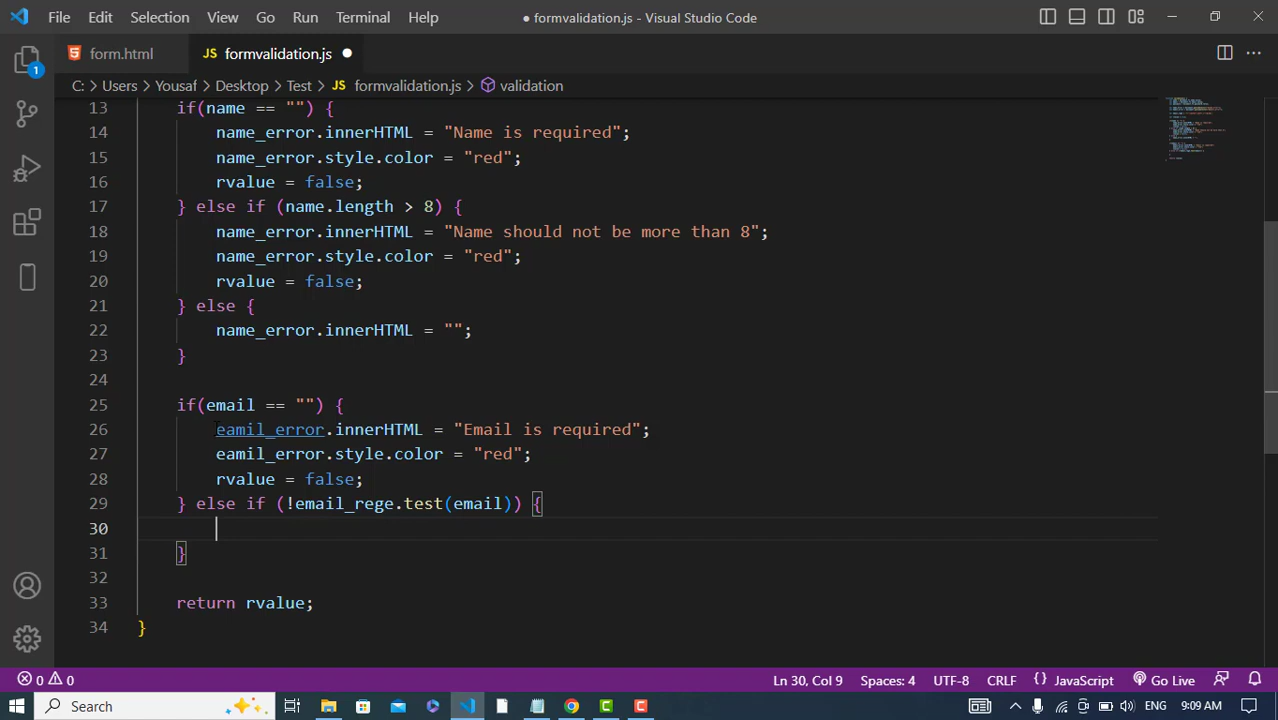 File Edit Selection View Go Run Terminal Help
● formvalidation.js - Visual Studio Code
form.html
JS formvalidation.js ●
C: > Users > Yousaf > Desktop > Test > JS formvalidation.js > validation
1
13 if(name == "") {
14 name_error.innerHTML = "Name is required";
15 name_error.style.color = "red";
16 rvalue = false;
17 } else if (name.length > 8) {
18 name_error.innerHTML = "Name should not be more than 8";
19 name_error.style.color = "red";
20 rvalue = false;
21 } else {
22 name_error.innerHTML = "";
23 }
24
25 if(email == "") {
26 eamil_error.innerHTML = "Email is required";
27 eamil_error.style.color = "red";
28 rvalue = false;
29 } else if (!email_rege.test(email)) {
30
31 }
32
33 return rvalue;
34 }
0 0 Ln 30, Col 9 Spaces: 4 UTF-8 CRLF { } JavaScript Go Live
Search ENG 9:09 AM